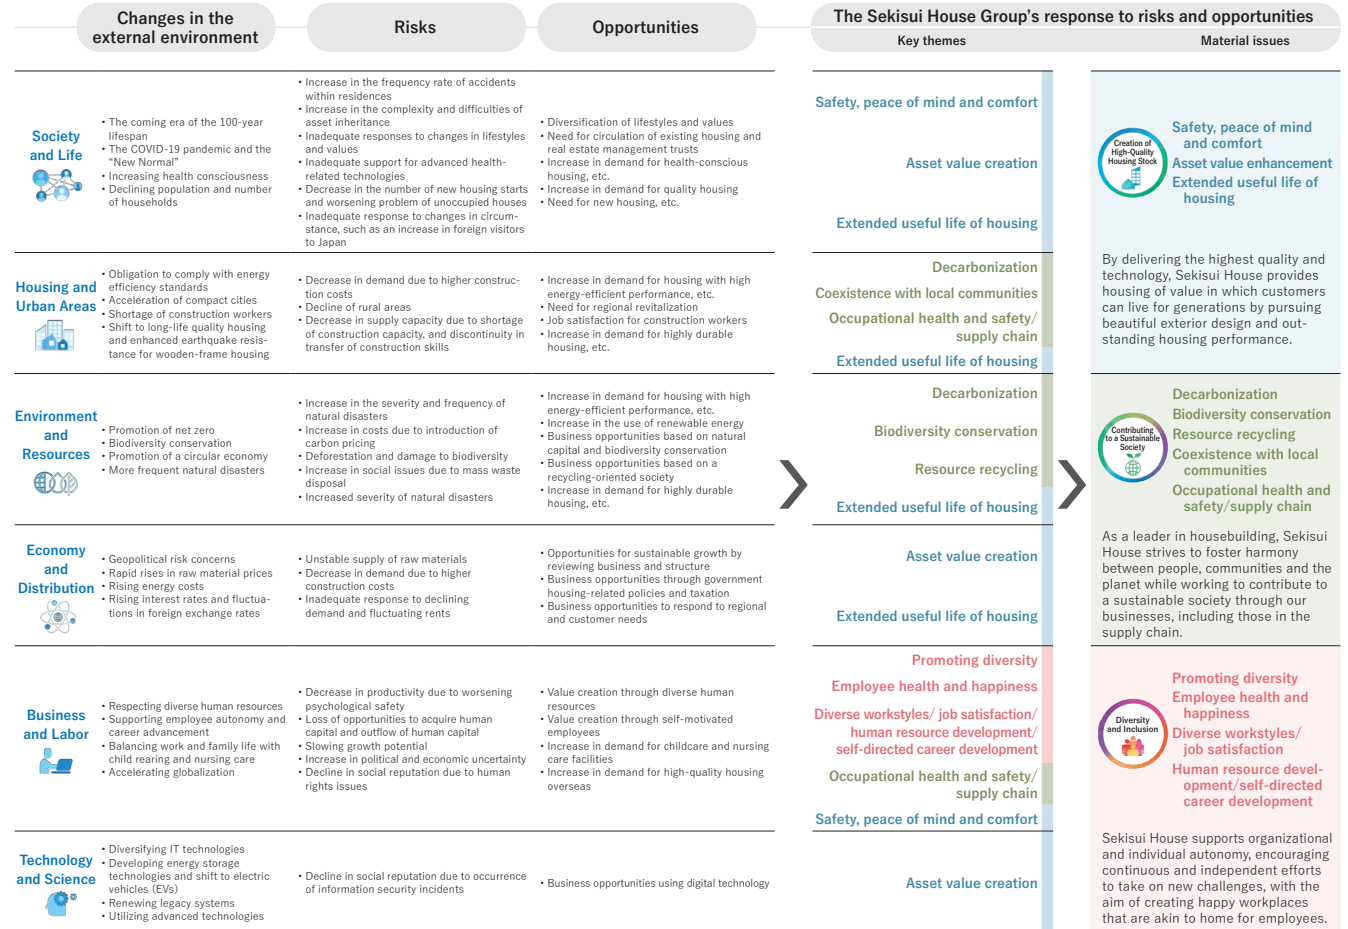 Changes in the
external environment
Risks
Opportunities
The Sekisui House Group's response to risks and opportunities
Key themes
Material issues
Society
and Life
• The coming era of the 100-year
lifespan
• The COVID-19 pandemic and the
“New Normal”
• Increasing health consciousness
• Declining population and number
of households
• Increase in the frequency rate of accidents
within residences
• Increase in the complexity and difficulties of
asset inheritance
• Inadequate responses to changes in lifestyles
and values
• Inadequate support for advanced health-
related technologies
• Decrease in the number of new housing starts
and worsening problem of unoccupied houses
• Inadequate response to changes in circum-
stance, such as an increase in foreign visitors
to Japan
• Diversification of lifestyles and values
• Need for circulation of existing housing and
real estate management trusts
• Increase in demand for health-conscious
housing, etc.
• Increase in demand for quality housing
• Need for new housing, etc.
Safety, peace of mind and comfort
Asset value creation
Extended useful life of housing
Housing and
Urban Areas
• Obligation to comply with energy
efficiency standards
• Acceleration of compact cities
• Shortage of construction workers
• Shift to long-life quality housing
and enhanced earthquake resis-
tance for wooden-frame housing
• Decrease in demand due to higher construc-
tion costs
• Decline of rural areas
• Decrease in supply capacity due to shortage
of construction capacity, and discontinuity in
transfer of construction skills
• Increase in demand for housing with high
energy-efficient performance, etc.
• Need for regional revitalization
• Job satisfaction for construction workers
• Increase in demand for highly durable
housing, etc.
Decarbonization
Coexistence with local communities
Occupational health and safety/
supply chain
Extended useful life of housing
Environment
and
Resources
• Promotion of net zero
• Biodiversity conservation
• Promotion of a circular economy
• More frequent natural disasters
• Increase in the severity and frequency of
natural disasters
• Increase in costs due to introduction of
carbon pricing
• Deforestation and damage to biodiversity
• Increase in social issues due to mass waste
disposal
• Increased severity of natural disasters
• Increase in demand for housing with high
energy-efficient performance, etc.
• Increase in the use of renewable energy
• Business opportunities based on natural
capital and biodiversity conservation
• Business opportunities based on a
recycling-oriented society
• Increase in demand for highly durable
housing, etc.
Decarbonization
Biodiversity conservation
Resource recycling
Extended useful life of housing
Economy
and
Distribution
• Geopolitical risk concerns
• Rapid rises in raw material prices
• Rising energy costs
• Rising interest rates and fluctua-
tions in foreign exchange rates
• Unstable supply of raw materials
• Decrease in demand due to higher
construction costs
• Inadequate response to declining
demand and fluctuating rents
• Opportunities for sustainable growth by
reviewing business and structure
• Business opportunities through government
housing-related policies and taxation
• Business opportunities to respond to regional
and customer needs
Asset value creation
Extended useful life of housing
Business
and Labor
• Respecting diverse human resources
• Supporting employee autonomy and
career advancement
• Balancing work and family life with
child rearing and nursing care
• Accelerating globalization
• Decrease in productivity due to worsening
psychological safety
• Loss of opportunities to acquire human
capital and outflow of human capital
• Slowing growth potential
• Increase in political and economic uncertainty
• Decline in social reputation due to human
rights issues
• Value creation through diverse human
resources
• Value creation through self-motivated
employees
• Increase in demand for childcare and nursing
care facilities
• Increase in demand for high-quality housing
overseas
Promoting diversity
Employee health and happiness
Diverse workstyles/ job satisfaction/
human resource development/
self-directed career development
Occupational health and safety/
supply chain
Safety, peace of mind and comfort
Technology
and Science
• Diversifying IT technologies
• Developing energy storage
technologies and shift to electric
vehicles (EVs)
• Renewing legacy systems
• Utilizing advanced technologies
• Decline in social reputation due to occurrence
of information security incidents
• Business opportunities using digital technology
Asset value creation
Creation of
High-Quality
Housing Stock
Safety, peace of mind
and comfort
Asset value enhancement
Extended useful life of
housing
By delivering the highest quality and
technology, Sekisui House provides
housing of value in which customers
can live for generations by pursuing
beautiful exterior design and out-
standing housing performance.
Contributing
to a Sustainable
Society
Decarbonization
Biodiversity conservation
Resource recycling
Coexistence with local
communities
Occupational health and
safety/supply chain
As a leader in housebuilding, Sekisui
House strives to foster harmony
between people, communities and the
planet while working to contribute to
a sustainable society through our
businesses, including those in the
supply chain.
Diversity
and Inclusion
Promoting diversity
Employee health and
happiness
Diverse workstyles/
job satisfaction
Human resource devel-
opment/self-directed
career development
Sekisui House supports organizational
and individual autonomy, encouraging
continuous and independent efforts
to take on new challenges, with the
aim of creating happy workplaces
that are akin to home for employees.